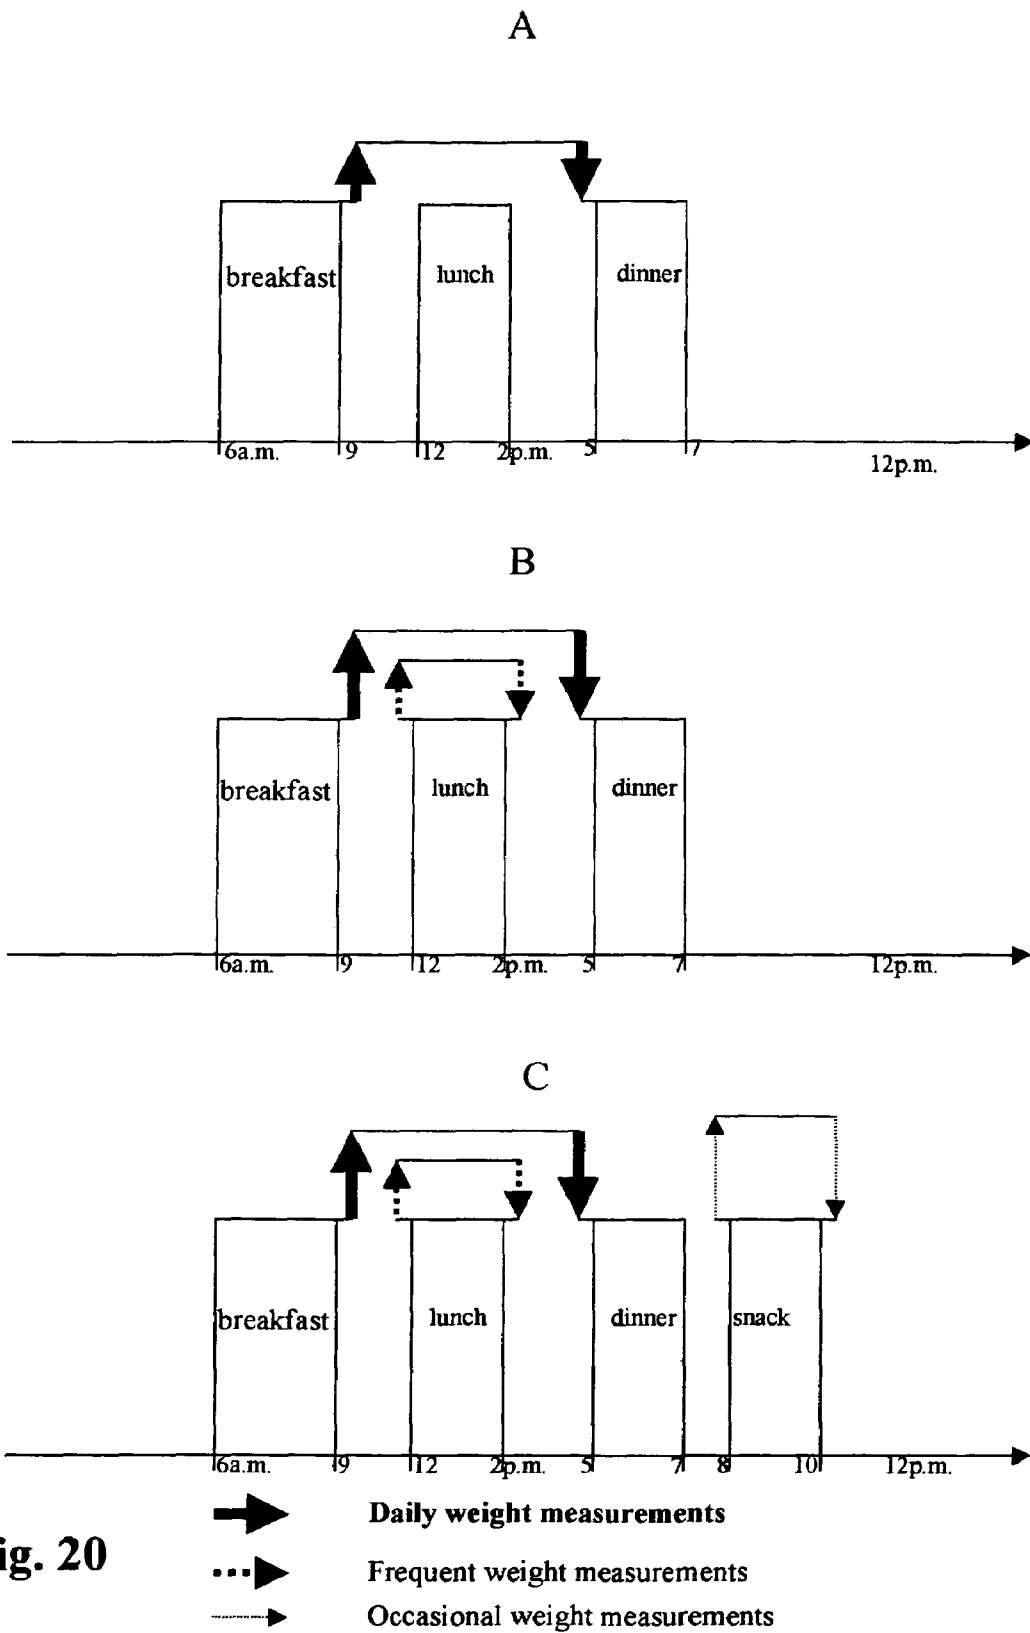 A
breakfast lunch dinner
6a.m. 9 12 2p.m. 5 7 12p.m.
B
breakfast lunch dinner
6a.m. 9 12 2p.m. 5 7 12p.m.
C
breakfast lunch dinner snack
6a.m. 9 12 2p.m. 5 7 8 10 12p.m.
Daily weight measurements
ig. 20
Frequent weight measurements
Occasional weight measurements